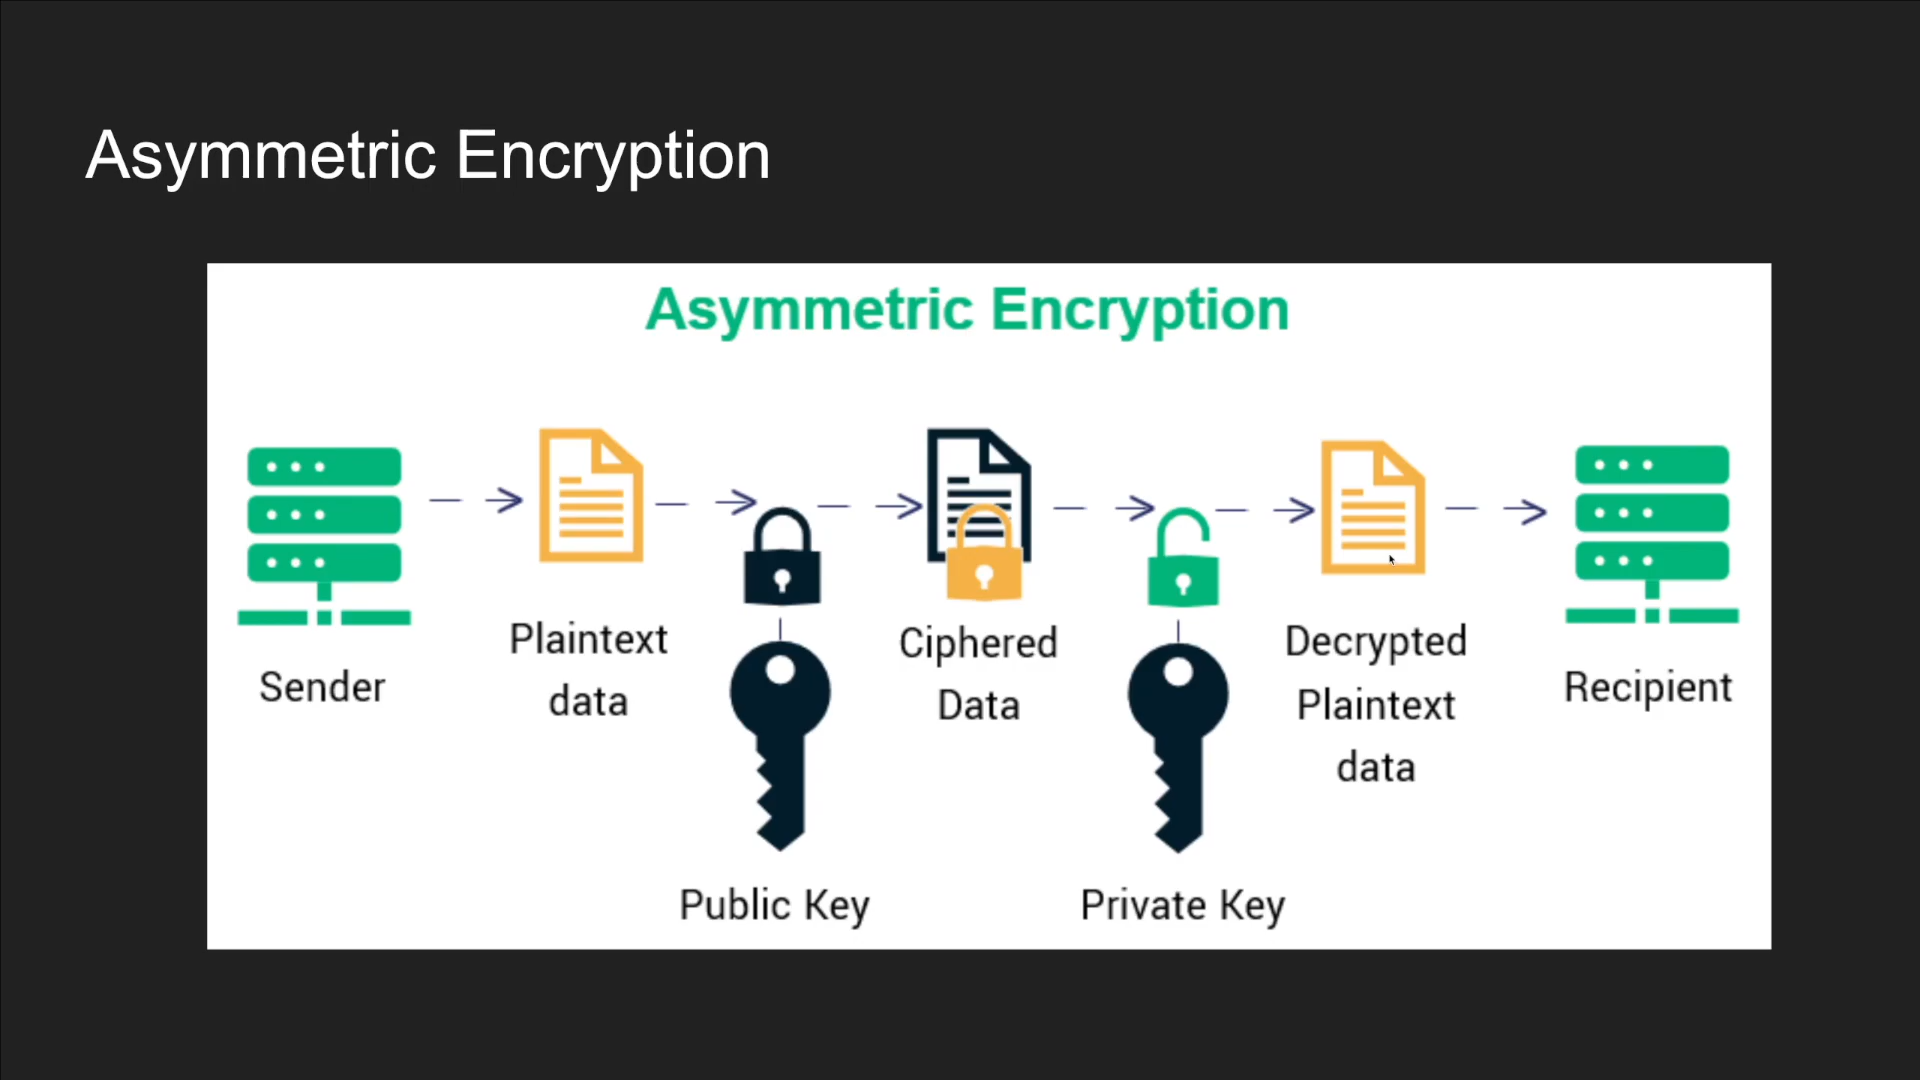 Asymmetric Encryption
Asymmetric Encryption
Sender
Plaintext
data
Public Key
Ciphered
Data
Private Key
Decrypted
Plaintext
data
Recipient